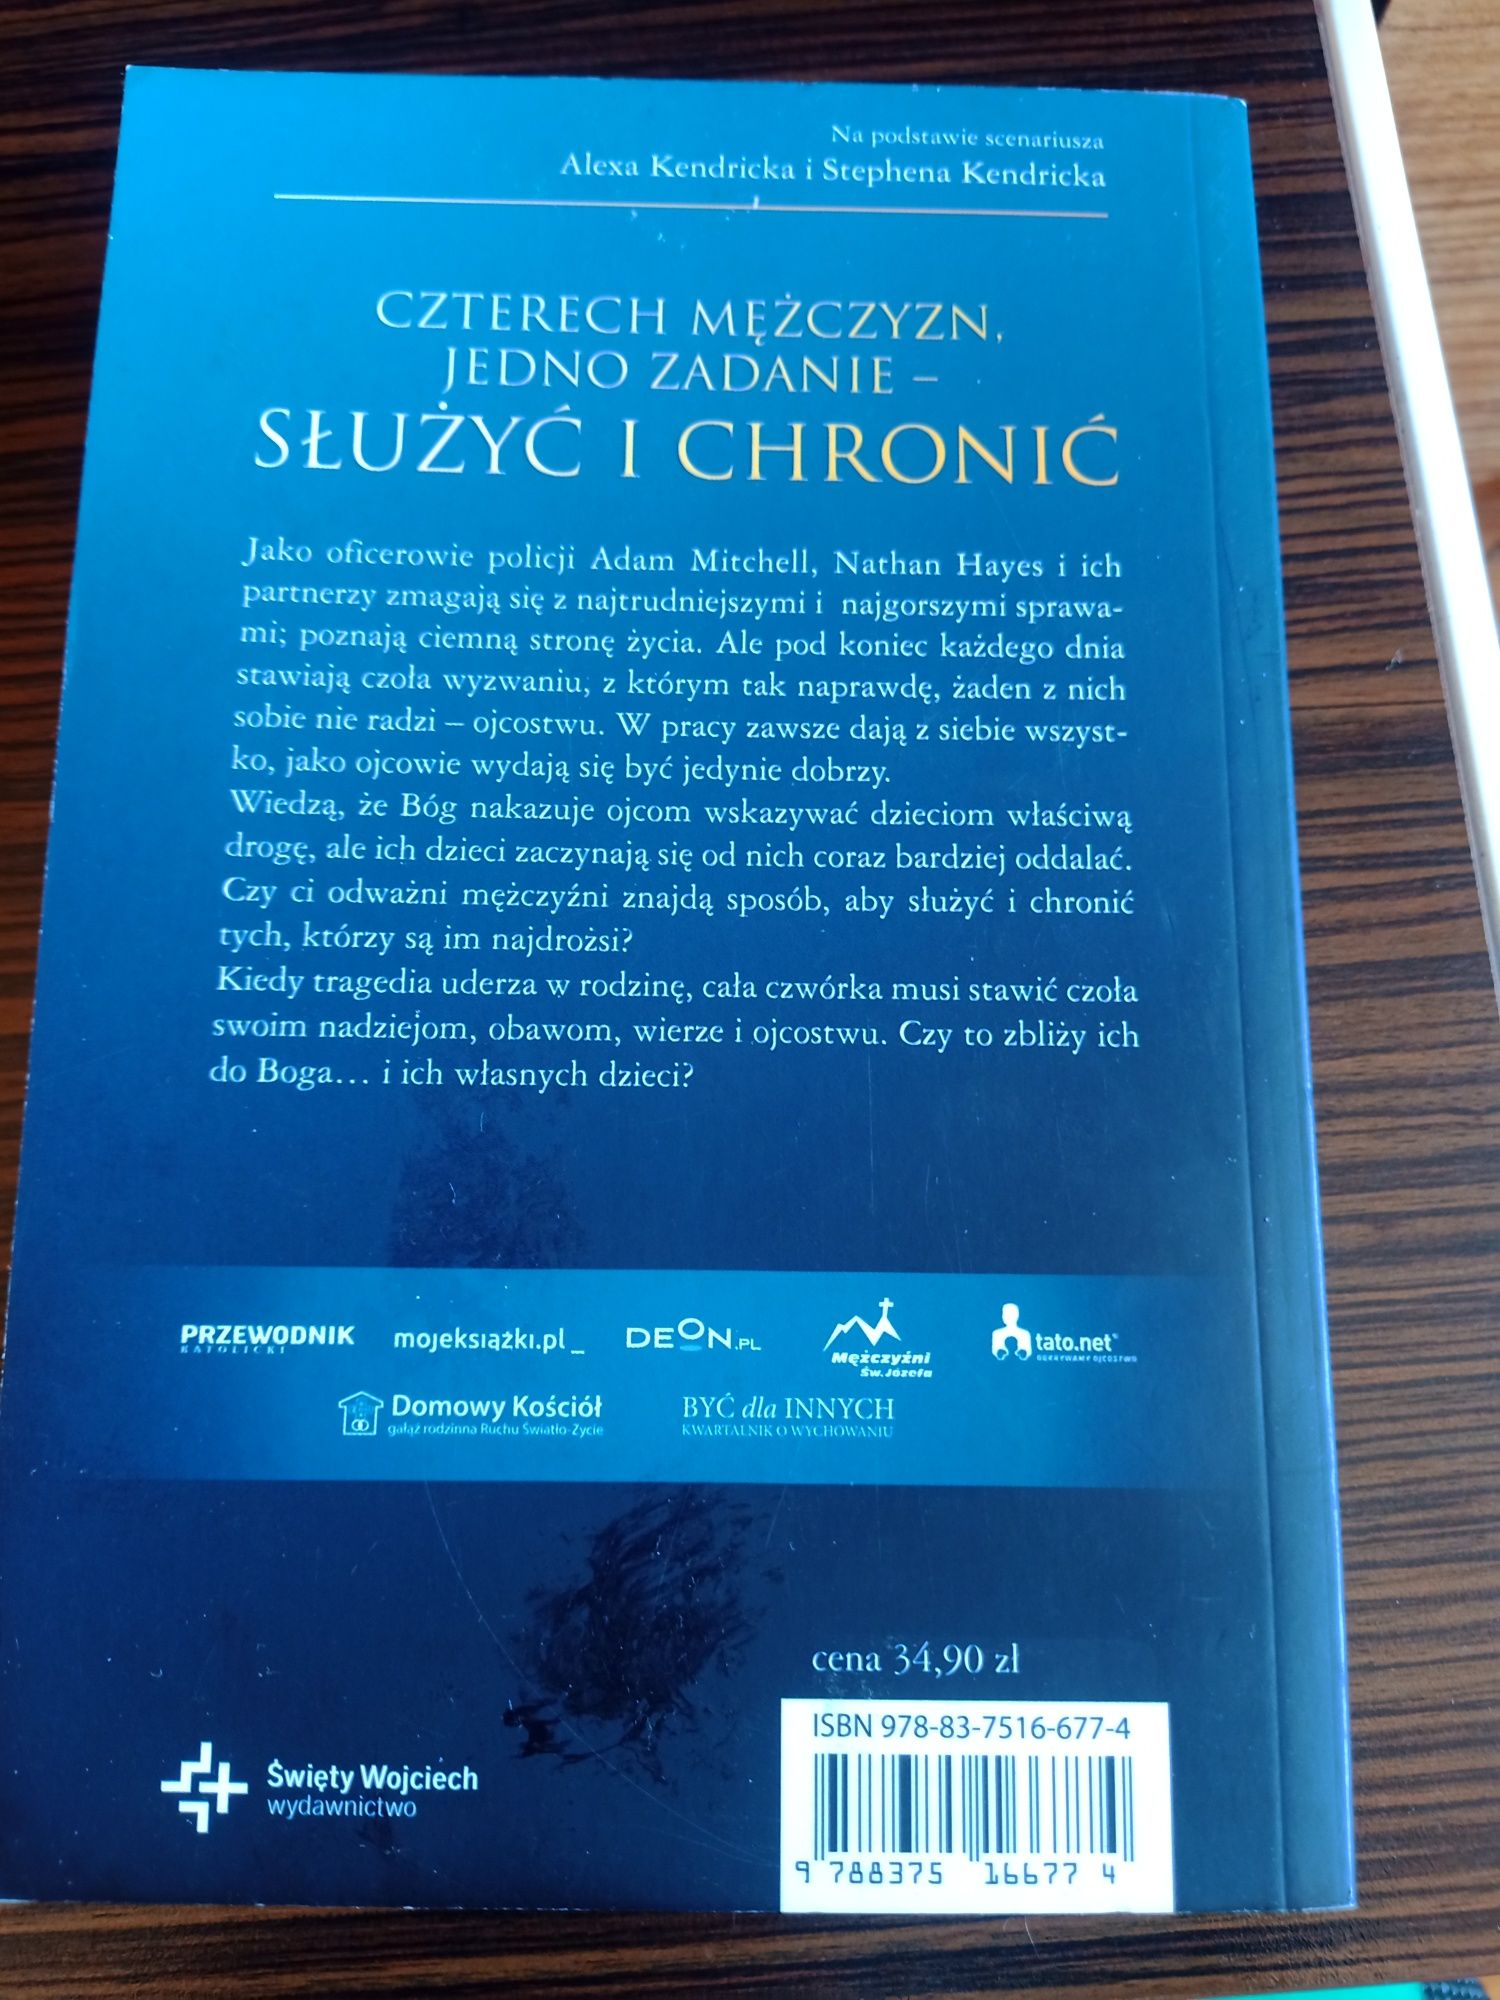 Na podstawie scenariusza
Alexa Kendricka i Stephena Kendricka
CZTERECH MĘŻCZYZN,
JEDNO ZADANIE –
SŁUŻYĆ I CHRONIĆ
Jako oficerowie policji Adam Mitchell, Nathan Hayes i ich
partnerzy zmagają się z najtrudniejszymi i najgorszymi sprawa-
mi; poznają ciemną stronę życia. Ale pod koniec każdego dnia
stawiają czoła wyzwaniu, z którym tak naprawdę, żaden z nich
sobie nie radzi – ojcostwu. W pracy zawsze dają z siebie wszyst-
ko, jako ojcowie wydają się być jedynie dobrzy.
Wiedzą, że Bóg nakazuje ojcom wskazywać dzieciom właściwą
drogę, ale ich dzieci zaczynają się od nich coraz bardziej oddalać.
Czy ci odważni mężczyźni znajdą sposób, aby służyć i chronić
tych, którzy są im najdrożsi?
Kiedy tragedia uderza w rodzinę, cała czwórka musi stawić czoła
swoim nadziejom, obawom, wierze i ojcostwu. Czy to zbliży ich
do Boga... i ich własnych dzieci?
PRZEWODNIK
KATOLICKI
mojeksiążki.pl_
DEON.PL
Mężczyźni
Św. Józefa
tato.net
ODKRYWAMY OJCOSTWO
Domowy Kościół
gałąź rodzinna Ruchu Światło-Życie
BYĆ dla INNYCH
KWARTALNIK O WYCHOWANIU
cena 34,90 zł
ISBN 978-83-7516-677-4
9 788375 166774
Święty Wojciech
wydawnictwo